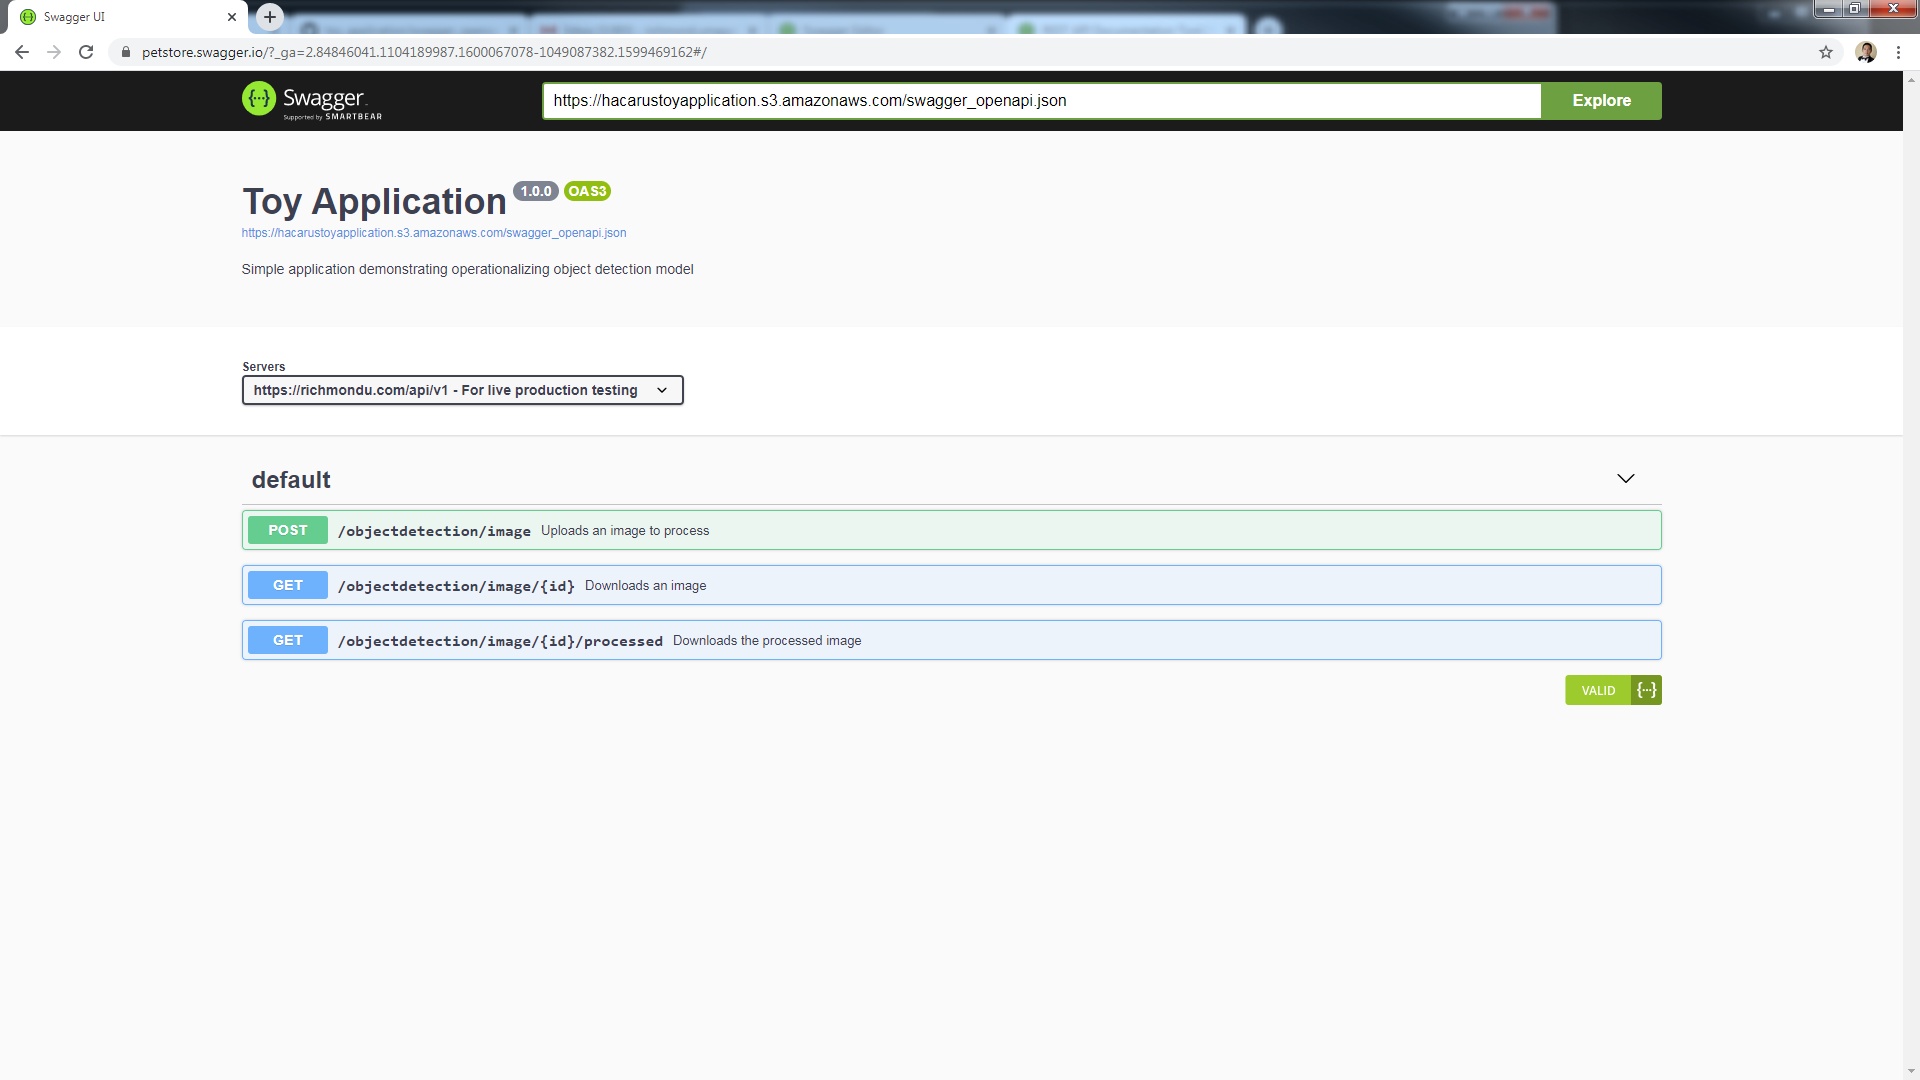 Swagger UI
petstore.swagger.io/?_ga=2.84846041.1104189987.1600067078-1049087382.1599469162#/
Swagger
Supported by SMARTBEAR
https://hacarustoyapplication.s3.amazonaws.com/swagger_openapi.json
Explore
Toy Application 1.0.0 OAS3
https://hacarustoyapplication.s3.amazonaws.com/swagger_openapi.json
Simple application demonstrating operationalizing object detection model
Servers
https://richmondu.com/api/v1 - For live production testing
default
POST /objectdetection/image Uploads an image to process
GET /objectdetection/image/{id} Downloads an image
GET /objectdetection/image/{id}/processed Downloads the processed image
VALID {···}